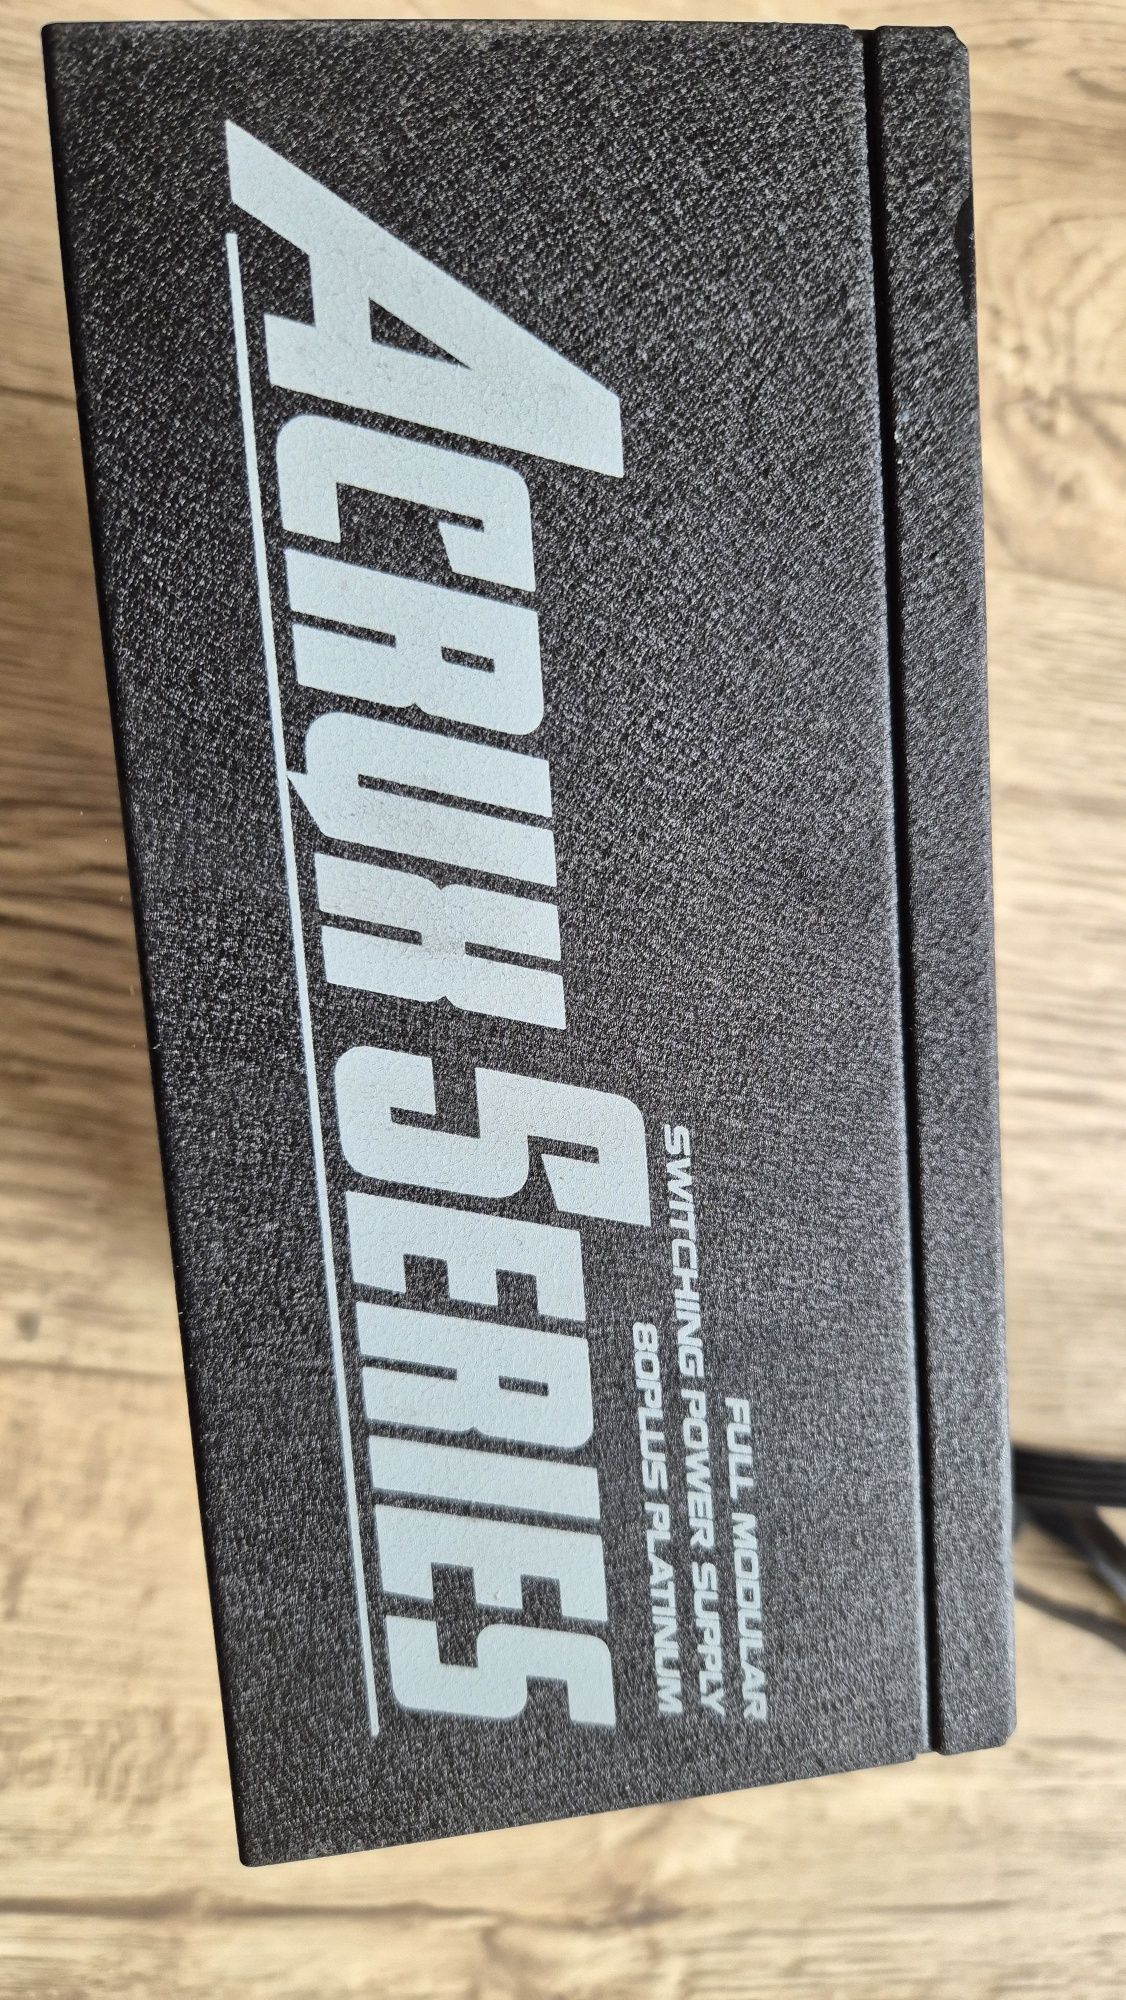 FULL MODULAR
SWITCHING POWER SUPPLY
80PLUS PLATINUM
ACRUX SERIES